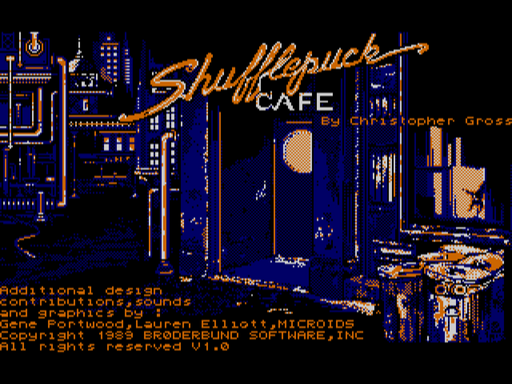 Shufflepuck
CAFE
By Christopher Gross
Additional design
contributions,sounds
and graphics by :
Gene Portwood,Lauren Elliott,MICROIDS
Copyright 1989 BRØDERBUND SOFTWARE,INC
All rights reserved V1.0